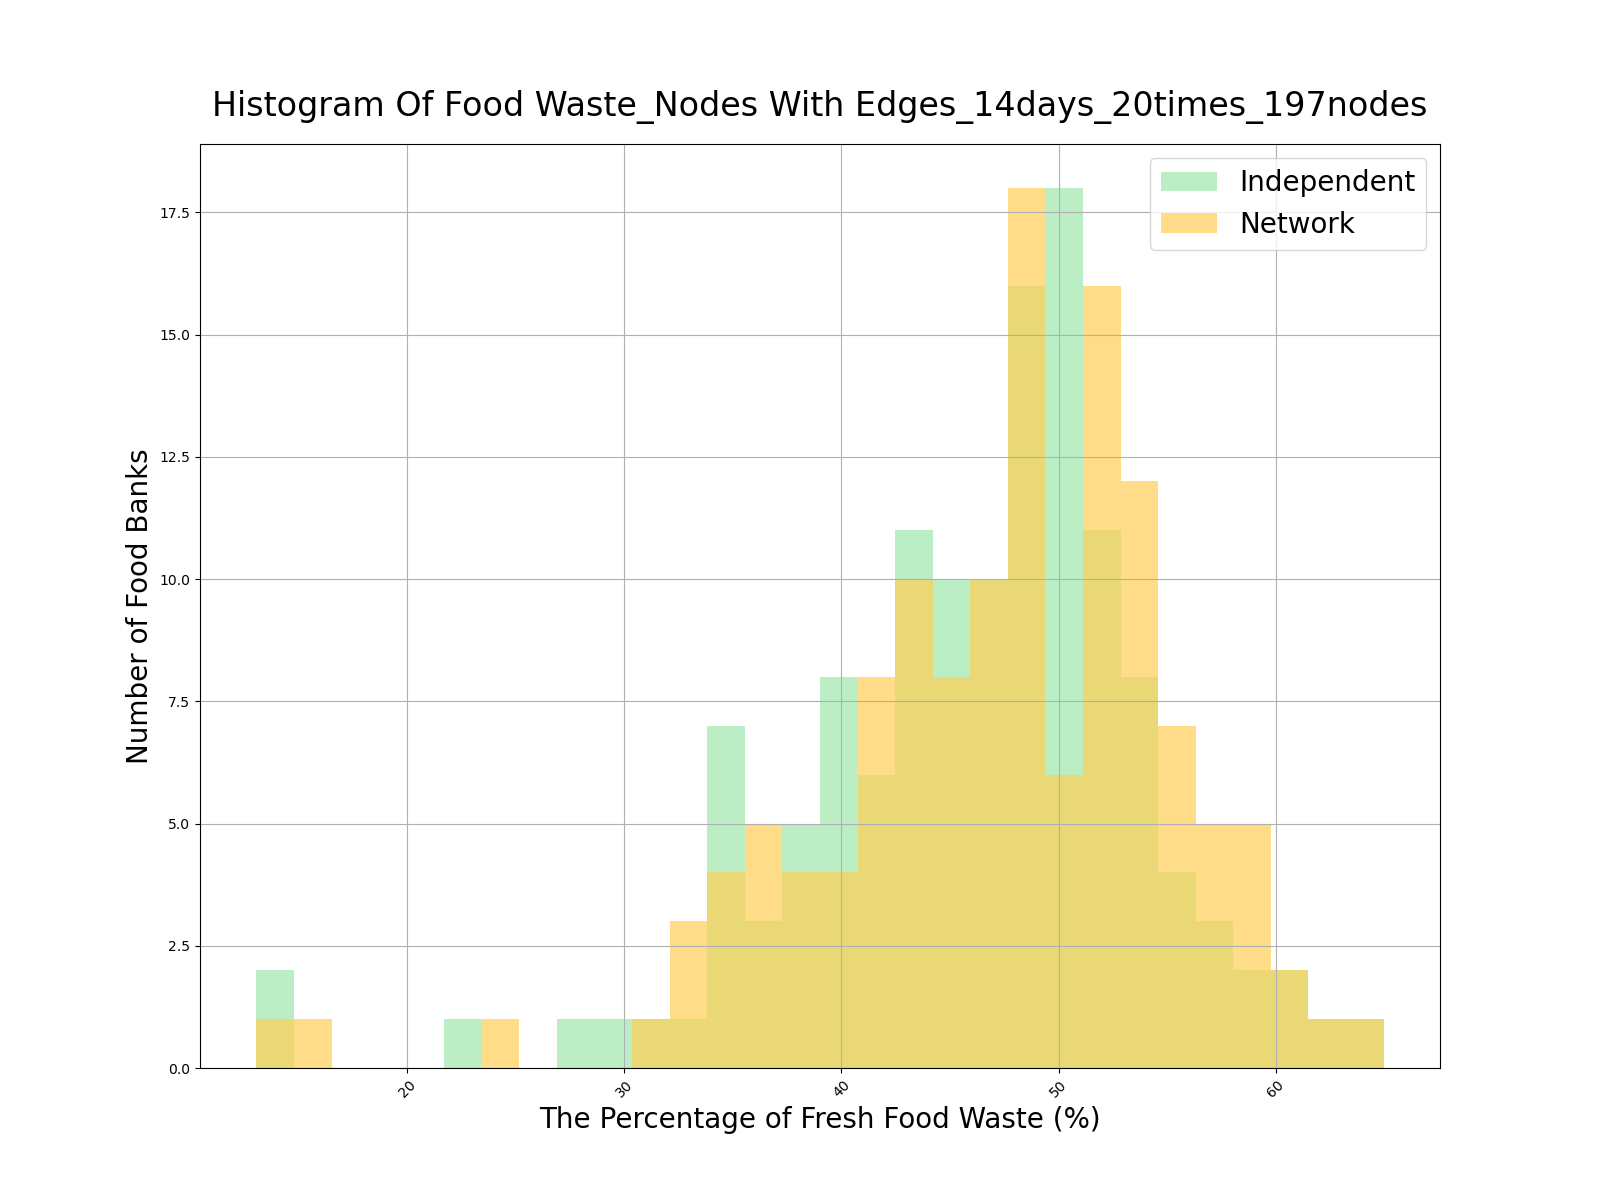 Histogram Of Food Waste_Nodes With Edges_14days_20times_197nodes
Independent
Network
17.5
15.0
12.5
10.0
7.5
5.0
2.5
0.0
Number of Food Banks
20
30
40
50
60
The Percentage of Fresh Food Waste (%)